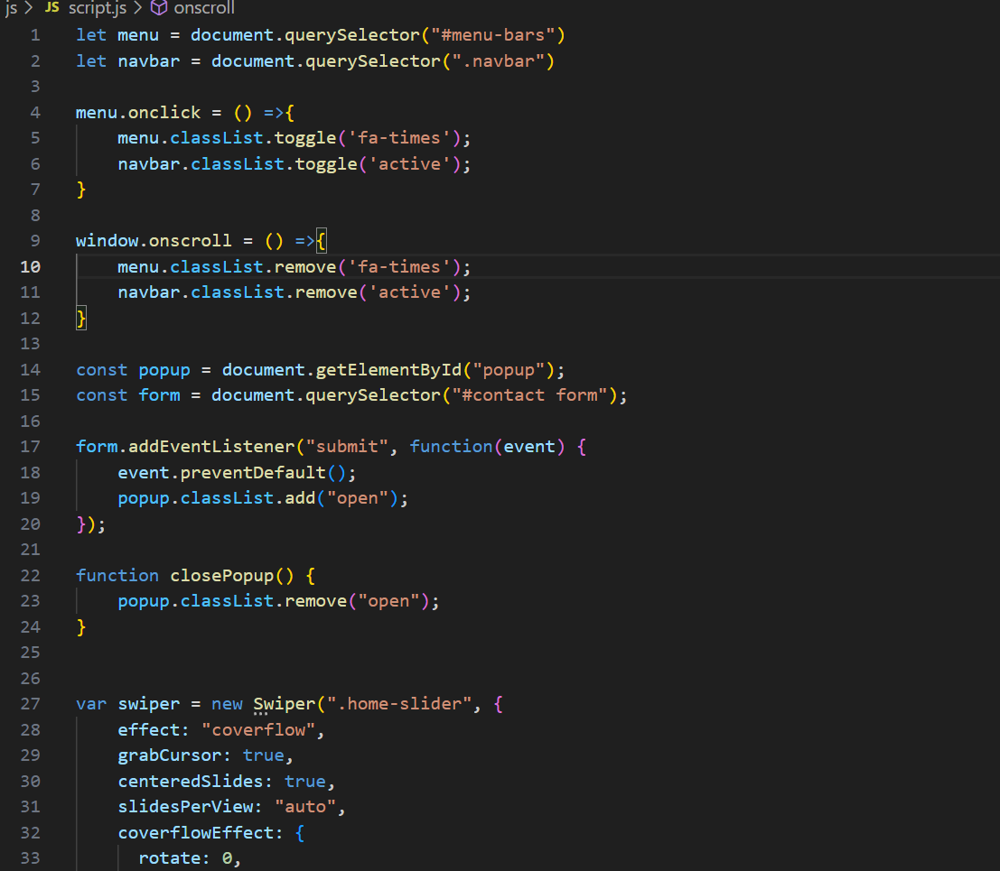 js > JS script.js > onscroll
1 let menu = document.querySelector("#menu-bars")
2 let navbar = document.querySelector(".navbar")
3
4 menu.onclick = () =>{
5     menu.classList.toggle('fa-times');
6     navbar.classList.toggle('active');
7 }
8
9 window.onscroll = () =>{
10     menu.classList.remove('fa-times');
11     navbar.classList.remove('active');
12 }
13
14 const popup = document.getElementById("popup");
15 const form = document.querySelector("#contact form");
16
17 form.addEventListener("submit", function(event) {
18     event.preventDefault();
19     popup.classList.add("open");
20 });
21
22 function closePopup() {
23     popup.classList.remove("open");
24 }
25
26
27 var swiper = new Swiper(".home-slider", {
28     effect: "coverflow",
29     grabCursor: true,
30     centeredSlides: true,
31     slidesPerView: "auto",
32     coverflowEffect: {
33       rotate: 0,